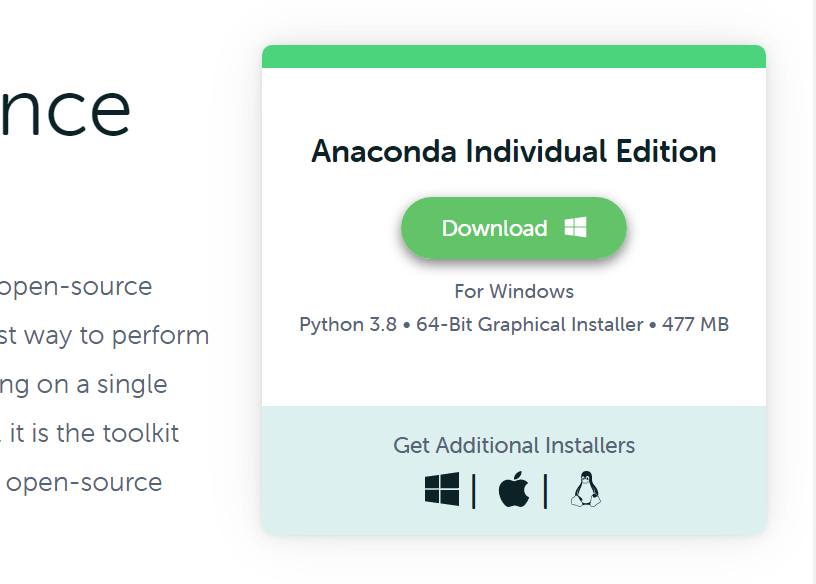 Anaconda Individual Edition
Download
For Windows
Python 3.8 • 64-Bit Graphical Installer • 477 MB
Get Additional Installers
| |
nce
open-source
st way to perform
ng on a single
it is the toolkit
open-source